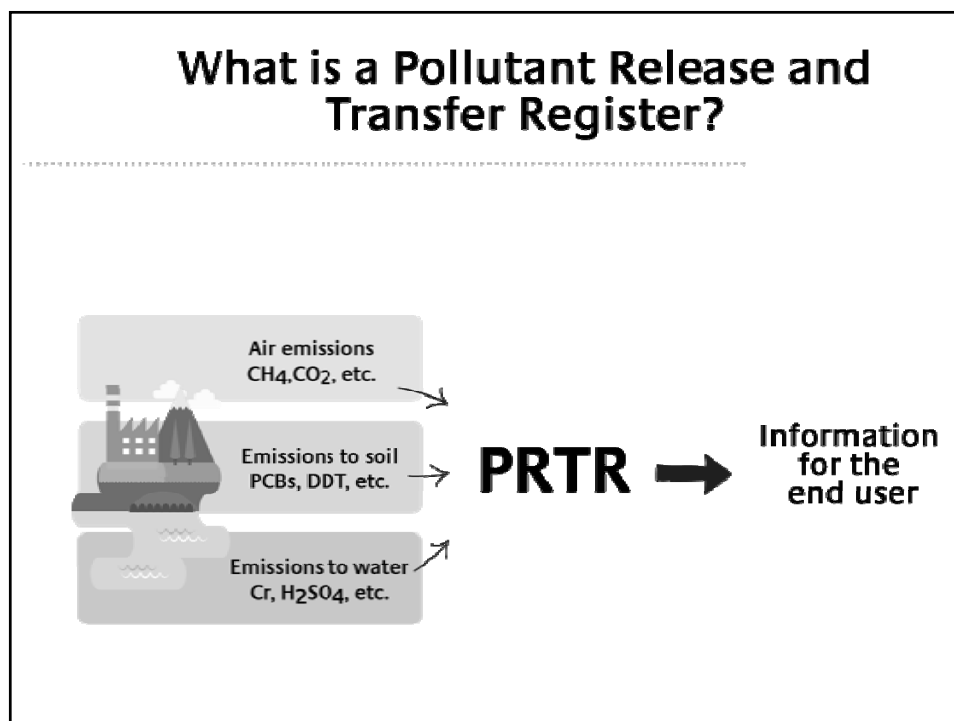 What is a Pollutant Release and
Transfer Register?
Air emissions
CH4,CO2, etc.
Emissions to soil
PCBs, DDT, etc.
Emissions to water
Cr, H2SO4, etc.
PRTR
Information
for the
end user